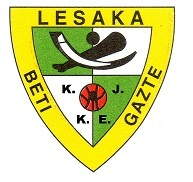 LESAKA
BETI
GAZTE
K. J.
K. E.